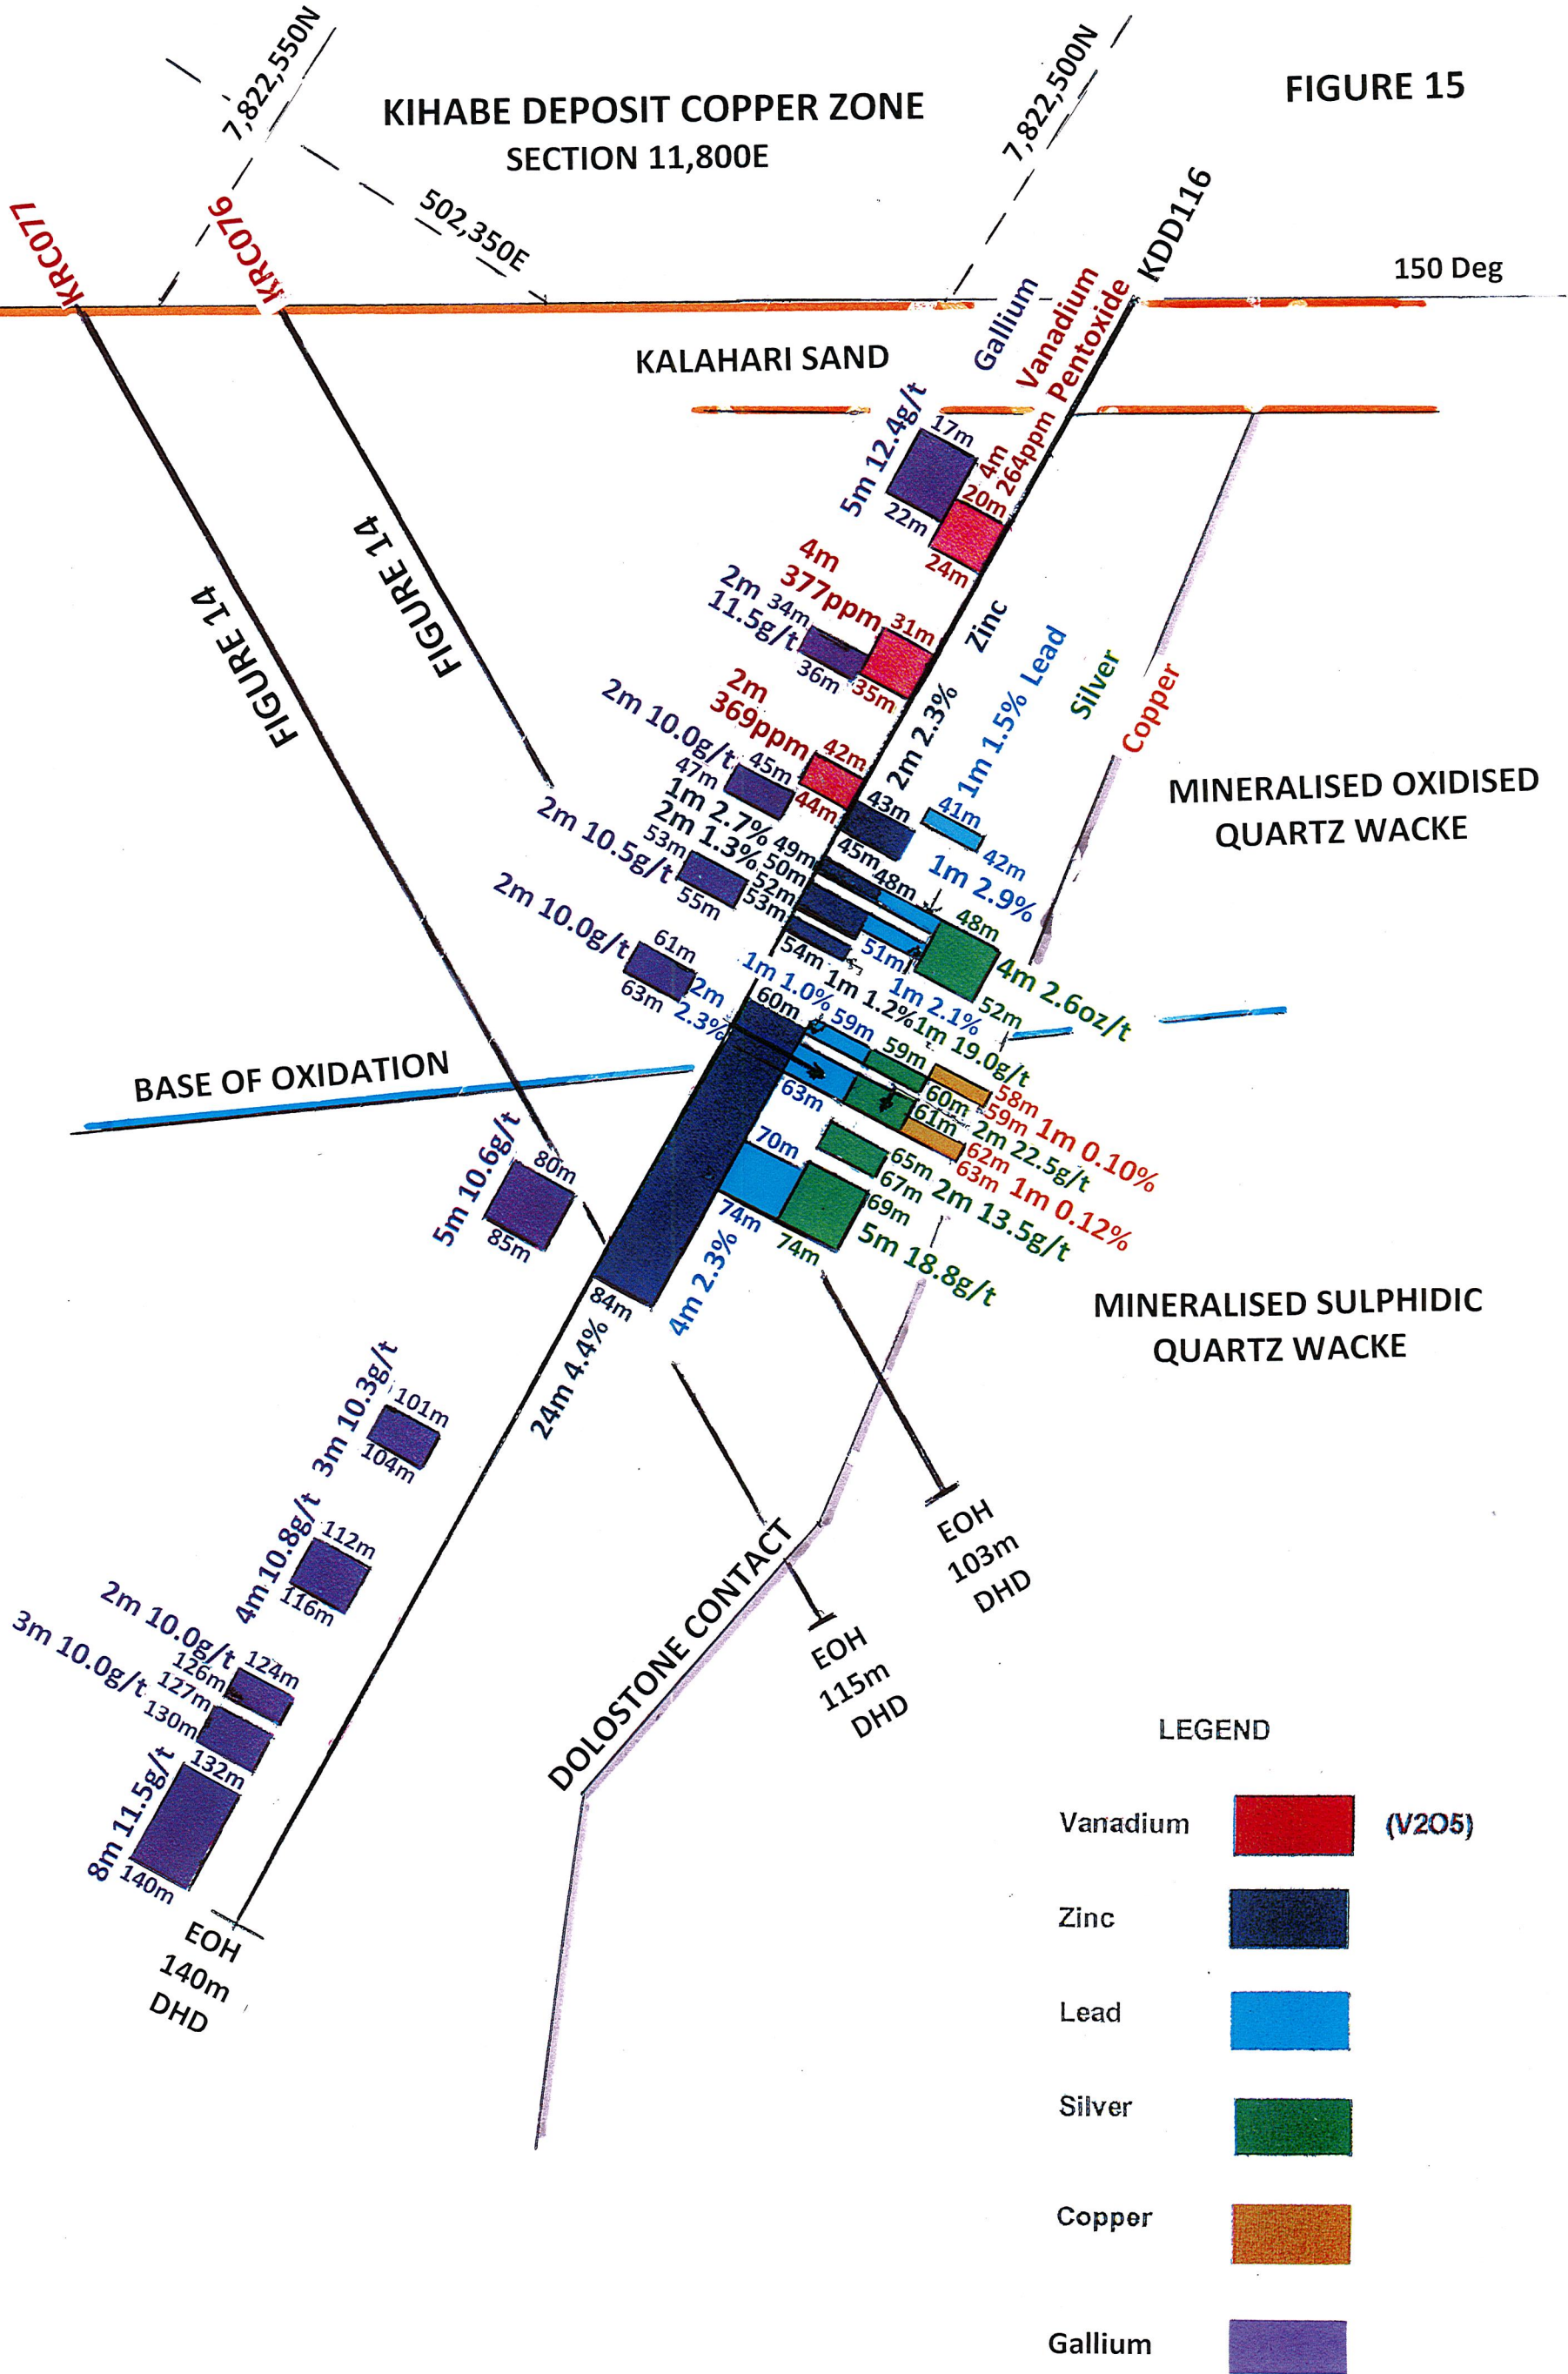 FIGURE 15
KIHABE DEPOSIT COPPER ZONE
SECTION 11,800E
7,822,550N
7,822,500N
502,350E
KRC077
KRC076
KDD116
150 Deg
KALAHARI SAND
Gallium
Vanadium
Pentoxide
5m 12.4g/t
17m
22m
4m
264ppm
20m
24m
FIGURE 14
FIGURE 14
4m
377ppm
31m
35m
2m
11.5g/t
34m
36m
Zinc
Lead
Silver
Copper
2m
369ppm
42m
44m
2m 10.0g/t
45m
47m
2m 2.3%
43m
45m
1m 1.5%
41m
42m
MINERALISED OXIDISED
QUARTZ WACKE
1m 2.7%
48m
49m
2m 1.3%
50m
52m
53m
54m
1m 1.2%
2m 10.5g/t
53m
55m
1m 2.9%
51m
1m 2.1%
48m
52m
4m 2.6oz/t
2m 10.0g/t
61m
63m
2m
2.3%
1m 1.0%
60m
59m
63m
59m
60m
1m 19.0g/t
58m
59m
1m 0.10%
61m
2m 22.5g/t
62m
63m
1m 0.12%
65m
67m
2m 13.5g/t
70m
74m
4m 2.3%
69m
74m
5m 18.8g/t
BASE OF OXIDATION
5m 10.6g/t
80m
85m
84m
24m 4.4%
MINERALISED SULPHIDIC
QUARTZ WACKE
3m 10.3g/t
101m
104m
4m 10.8g/t
112m
116m
2m 10.0g/t
124m
126m
3m 10.0g/t
127m
130m
8m 11.5g/t
132m
140m
EOH
140m
DHD
DOLOSTONE CONTACT
EOH
103m
DHD
EOH
115m
DHD
LEGEND
Vanadium
(V2O5)
Zinc
Lead
Silver
Copper
Gallium